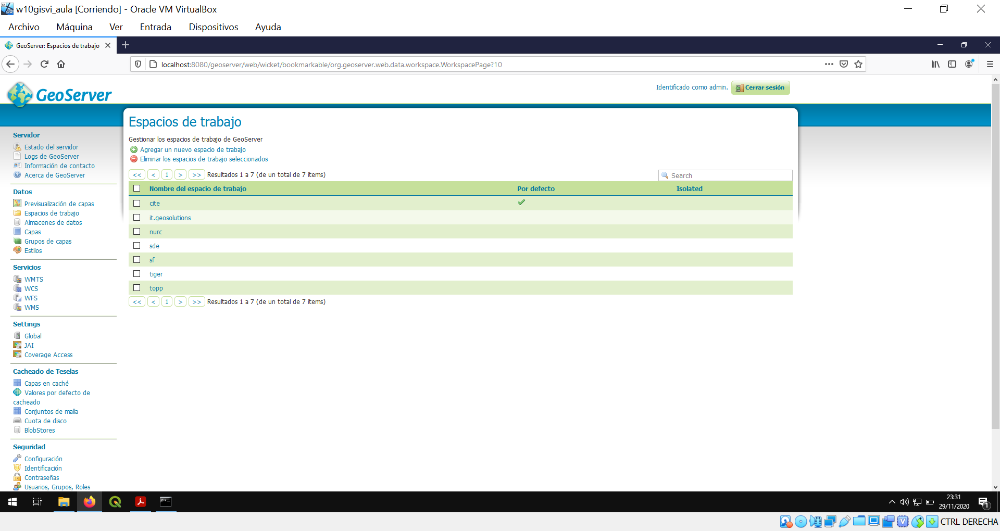 w10gisvi_aula [Corriendo] - Oracle VM VirtualBox
Archivo Máquina Ver Entrada Dispositivos Ayuda
GeoServer: Espacios de trabajo
localhost:8080/geoserver/web/wicket/bookmarkable/org.geoserver.web.data.workspace.WorkspacePage?10
GeoServer
Identificado como admin. Cerrar sesión
Servidor
Estado del servidor
Logs de GeoServer
Información de contacto
Acerca de GeoServer
Datos
Previsualización de capas
Espacios de trabajo
Almacenes de datos
Capas
Grupos de capas
Estilos
Servicios
WMTS
WCS
WFS
WMS
Settings
Global
JAI
Coverage Access
Cacheado de Teselas
Capas en caché
Valores por defecto de
cacheado
Conjuntos de malla
Cuota de disco
BlobStores
Seguridad
Configuración
Identificación
Contraseñas
Usuarios, Grupos, Roles
Espacios de trabajo
Gestionar los espacios de trabajo de GeoServer
Agregar un nuevo espacio de trabajo
Eliminar los espacios de trabajo seleccionados
<< < 1 > >> Resultados 1 a 7 (de un total de 7 ítems) Search
Nombre del espacio de trabajo Por defecto Isolated
cite
it.geosolutions
nurc
sde
sf
tiger
topp
<< < 1 > >> Resultados 1 a 7 (de un total de 7 ítems)
23:31
29/11/2020
1
CTRL DERECHA